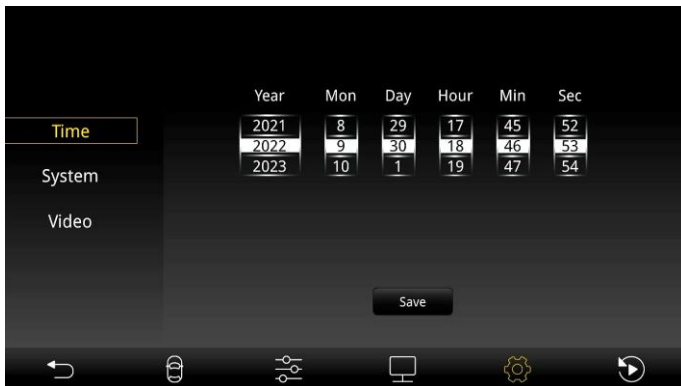 Year Mon Day Hour Min Sec
Time
2021 8 29 17 45 52
2022 9 30 18 46 53
2023 10 1 19 47 54
System
Video
Save